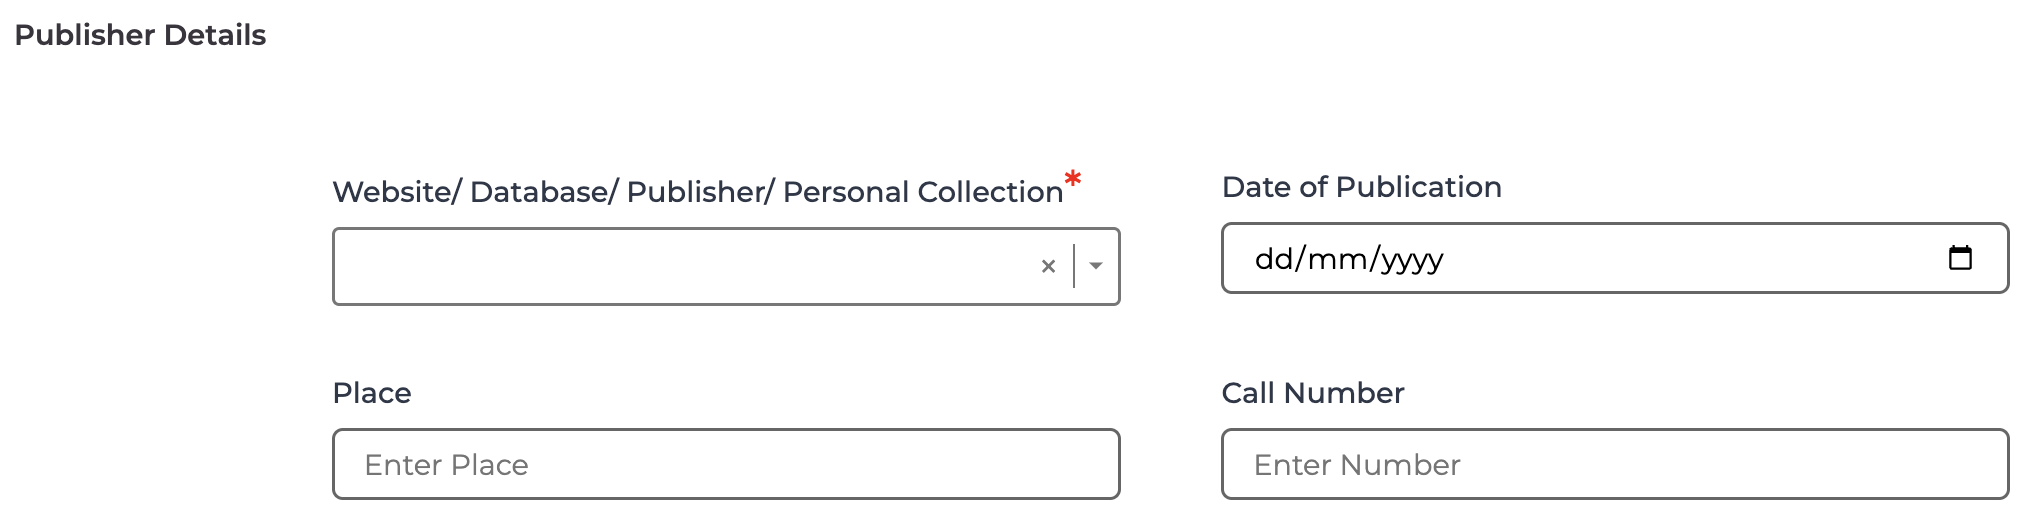 Publisher Details
Website/ Database/ Publisher/ Personal Collection*
Date of Publication
dd/mm/yyyy
Place
Call Number
Enter Place
Enter Number